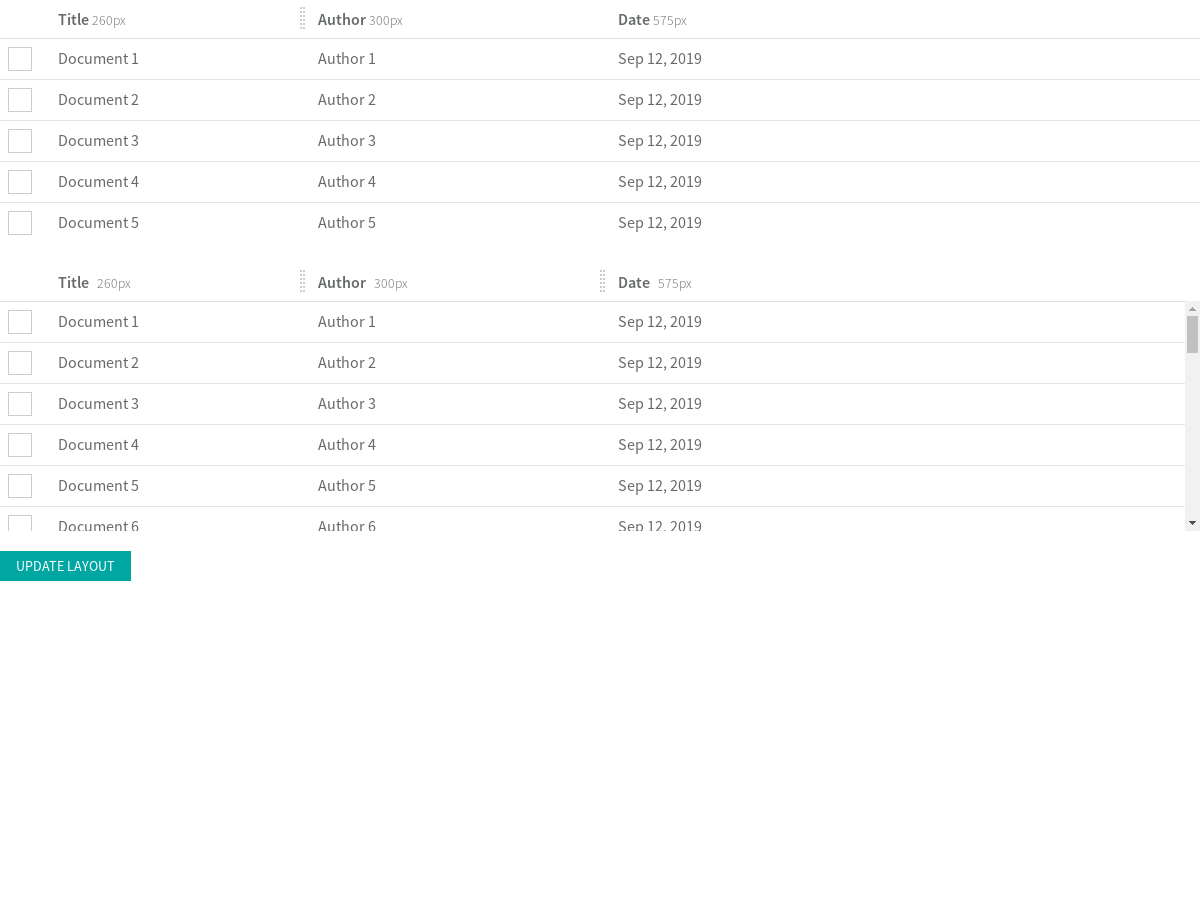 Title 260px Author 300px Date 575px
Document 1 Author 1 Sep 12, 2019
Document 2 Author 2 Sep 12, 2019
Document 3 Author 3 Sep 12, 2019
Document 4 Author 4 Sep 12, 2019
Document 5 Author 5 Sep 12, 2019
Title 260px Author 300px Date 575px
Document 1 Author 1 Sep 12, 2019
Document 2 Author 2 Sep 12, 2019
Document 3 Author 3 Sep 12, 2019
Document 4 Author 4 Sep 12, 2019
Document 5 Author 5 Sep 12, 2019
Document 6 Author 6 Sep 12, 2019
UPDATE LAYOUT